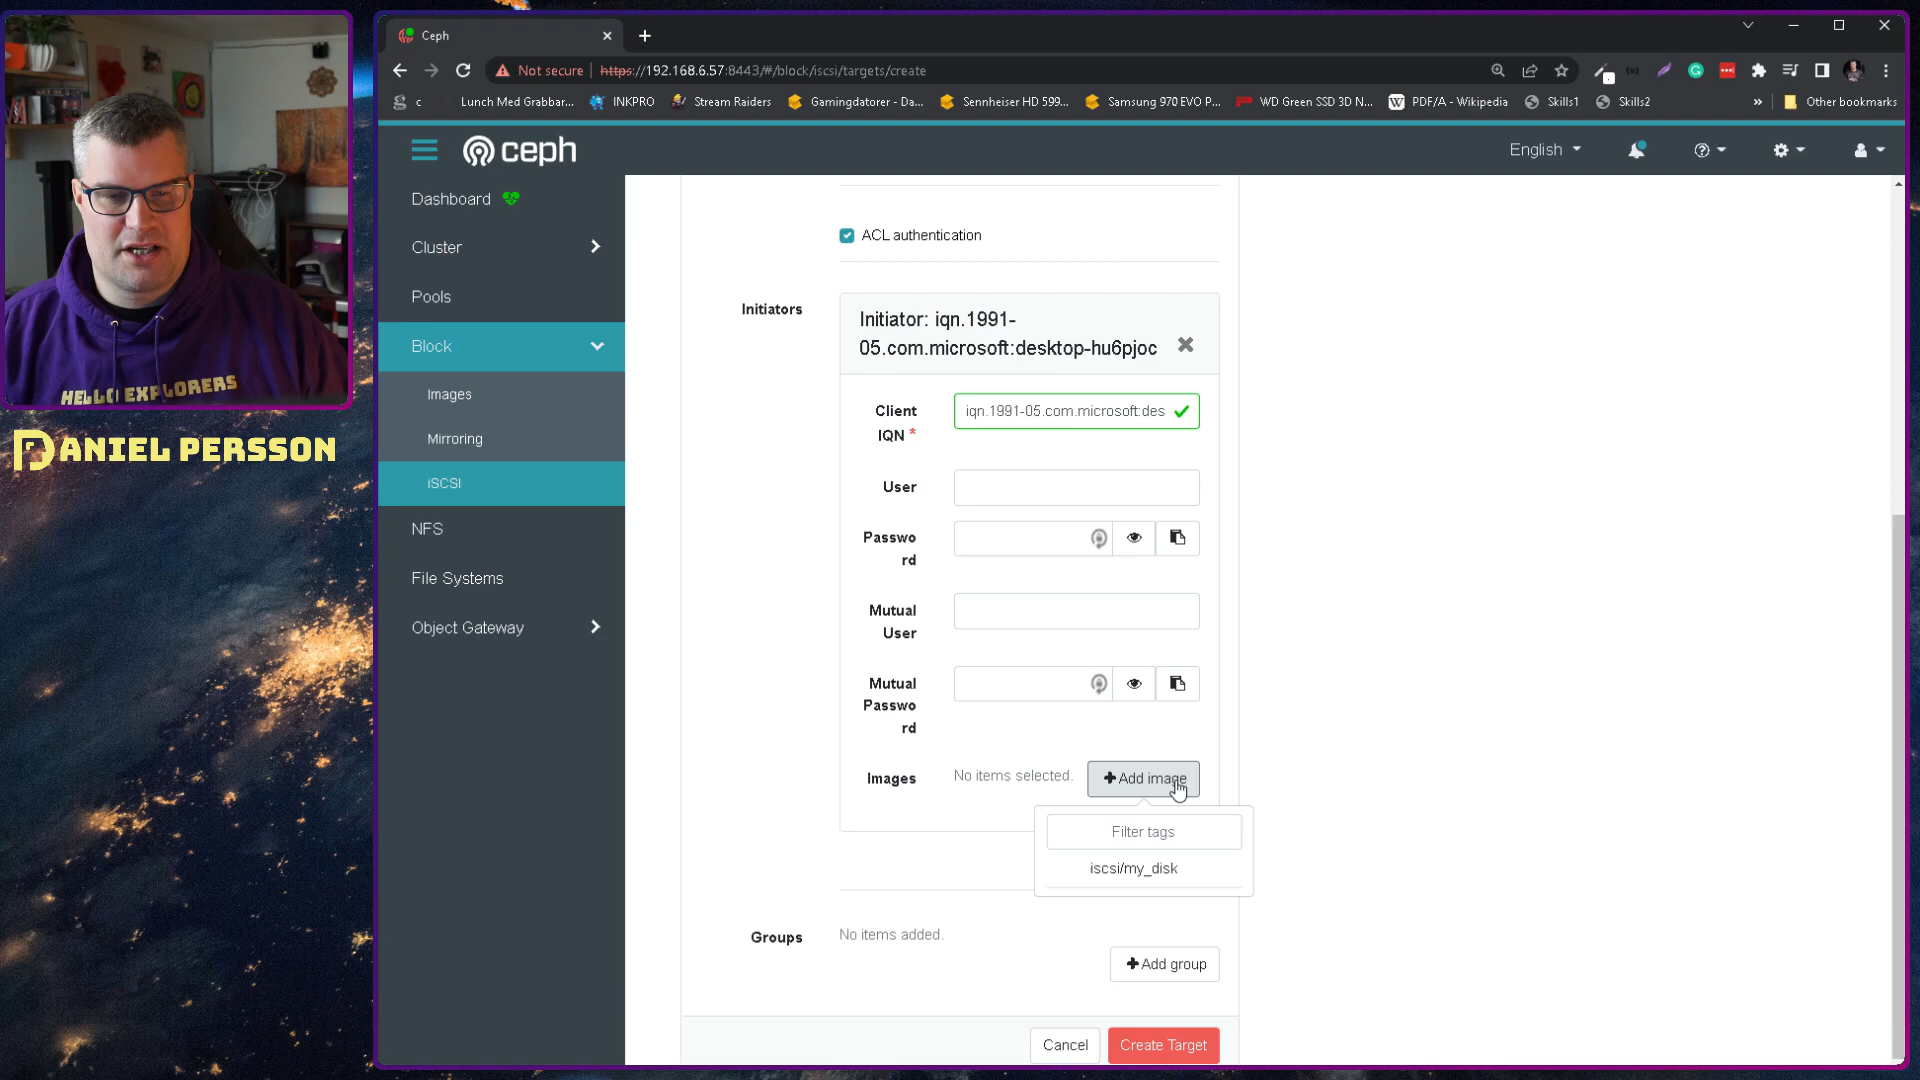 Ceph
Not secure
https://192.168.6.57:8443/#/block/iscsi/targets/create
c
Lunch Med Grabbar...
INKPRO
Stream Raiders
Gamingdatorer - Da...
Sennheiser HD 599...
Samsung 970 EVO P...
WD Green SSD 3D N...
PDF/A - Wikipedia
Skills1
Skills2
»
Other bookmarks
ceph
English
Dashboard
Cluster
Pools
Block
Images
Mirroring
iSCSI
NFS
File Systems
Object Gateway
ACL authentication
Initiators
Initiator: iqn.1991-
05.com.microsoft:desktop-hu6pjoc
Client
IQN *
iqn.1991-05.com.microsoft:des
User
Passwo
rd
Mutual
User
Mutual
Passwo
rd
Images
No items selected.
Add image
Filter tags
iscsi/my_disk
Groups
No items added.
Add group
Cancel
Create Target
HELLO EXPLORERS
DANIEL PERSSON